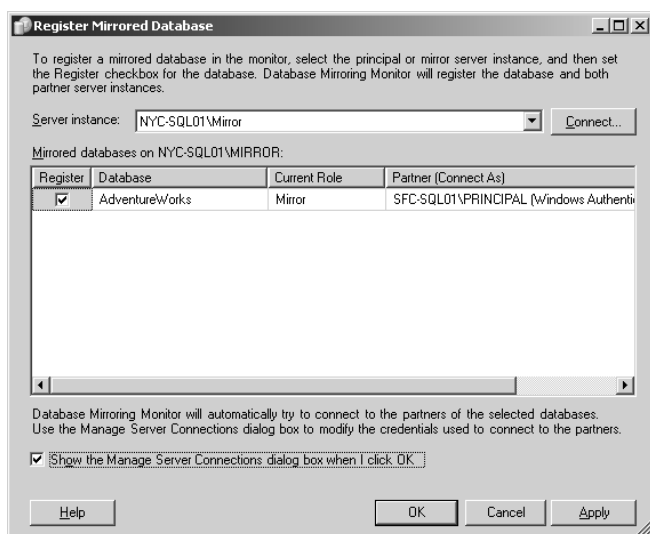 Register Mirrored Database
To register a mirrored database in the monitor, select the principal or mirror server instance, and then set
the Register checkbox for the database. Database Mirroring Monitor will register the database and both
partner server instances.
Server instance: NYC-SQL01\Mirror Connect...
Mirrored databases on NYC-SQL01\MIRROR:
Register Database Current Role Partner (Connect As)
AdventureWorks Mirror SFC-SQL01\PRINCIPAL (Windows Authenti
Database Mirroring Monitor will automatically try to connect to the partners of the selected databases.
Use the Manage Server Connections dialog box to modify the credentials used to connect to the partners.
Show the Manage Server Connections dialog box when I click OK
Help OK Cancel Apply